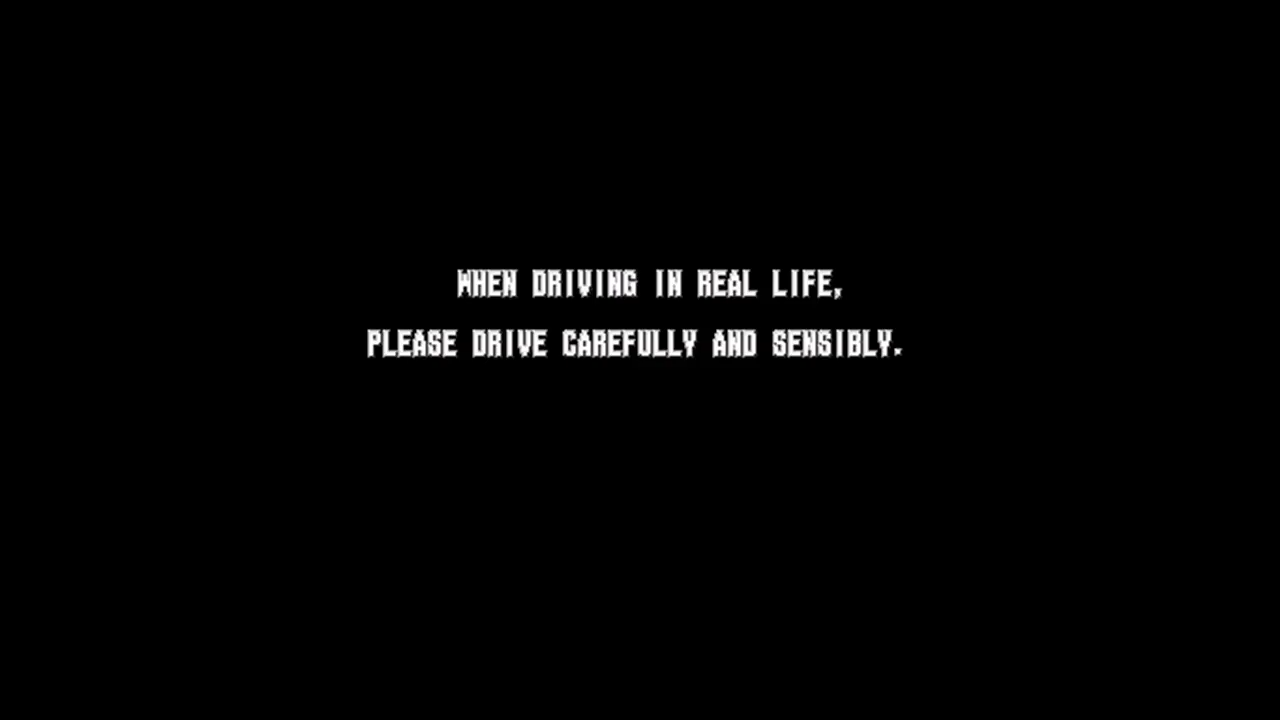 WHEN DRIVING IN REAL LIFE,
PLEASE DRIVE CAREFULLY AND SENSIBLY.